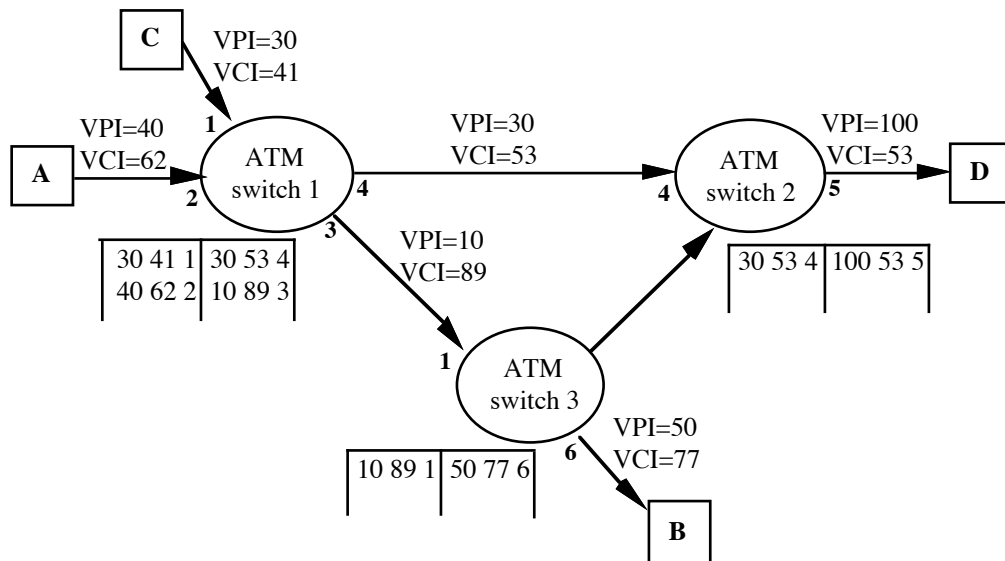 C
VPI=30
VCI=41
1
VPI=40
VCI=62
A
2
ATM
switch 1
4
3
VPI=30
VCI=53
4
ATM
switch 2
5
VPI=100
VCI=53
D
30 41 1 30 53 4
40 62 2 10 89 3
VPI=10
VCI=89
30 53 4 100 53 5
1
ATM
switch 3
6
VPI=50
VCI=77
10 89 1 50 77 6
B